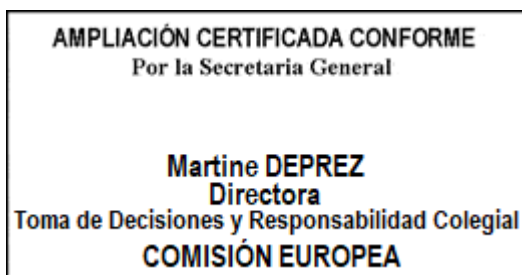 AMPLIACIÓN CERTIFICADA CONFORME
Por la Secretaria General
Martine DEPREZ
Directora
Toma de Decisiones y Responsabilidad Colegial
COMISIÓN EUROPEA